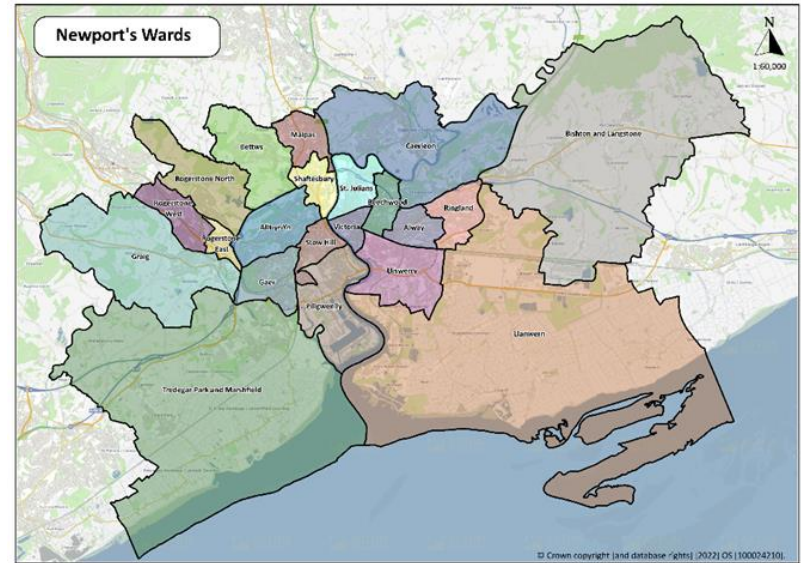 Newport's Wards
N
1:60,000
Bishton and Langstone
Malpas
Caerleon
Bettws
Shaftesbury
Rogerstone North
St. Julians
Beechwood
Rogerstone
West
Ringland
Allt-yr-yn
Victoria
Alway
Rogerstone
East
Stow Hill
Graig
Gaer
Lliswerry
Pillgwenlly
Llanwern
Tredegar Park and Marshfield
© Crown copyright [and database rights] [2022] OS [100024210].